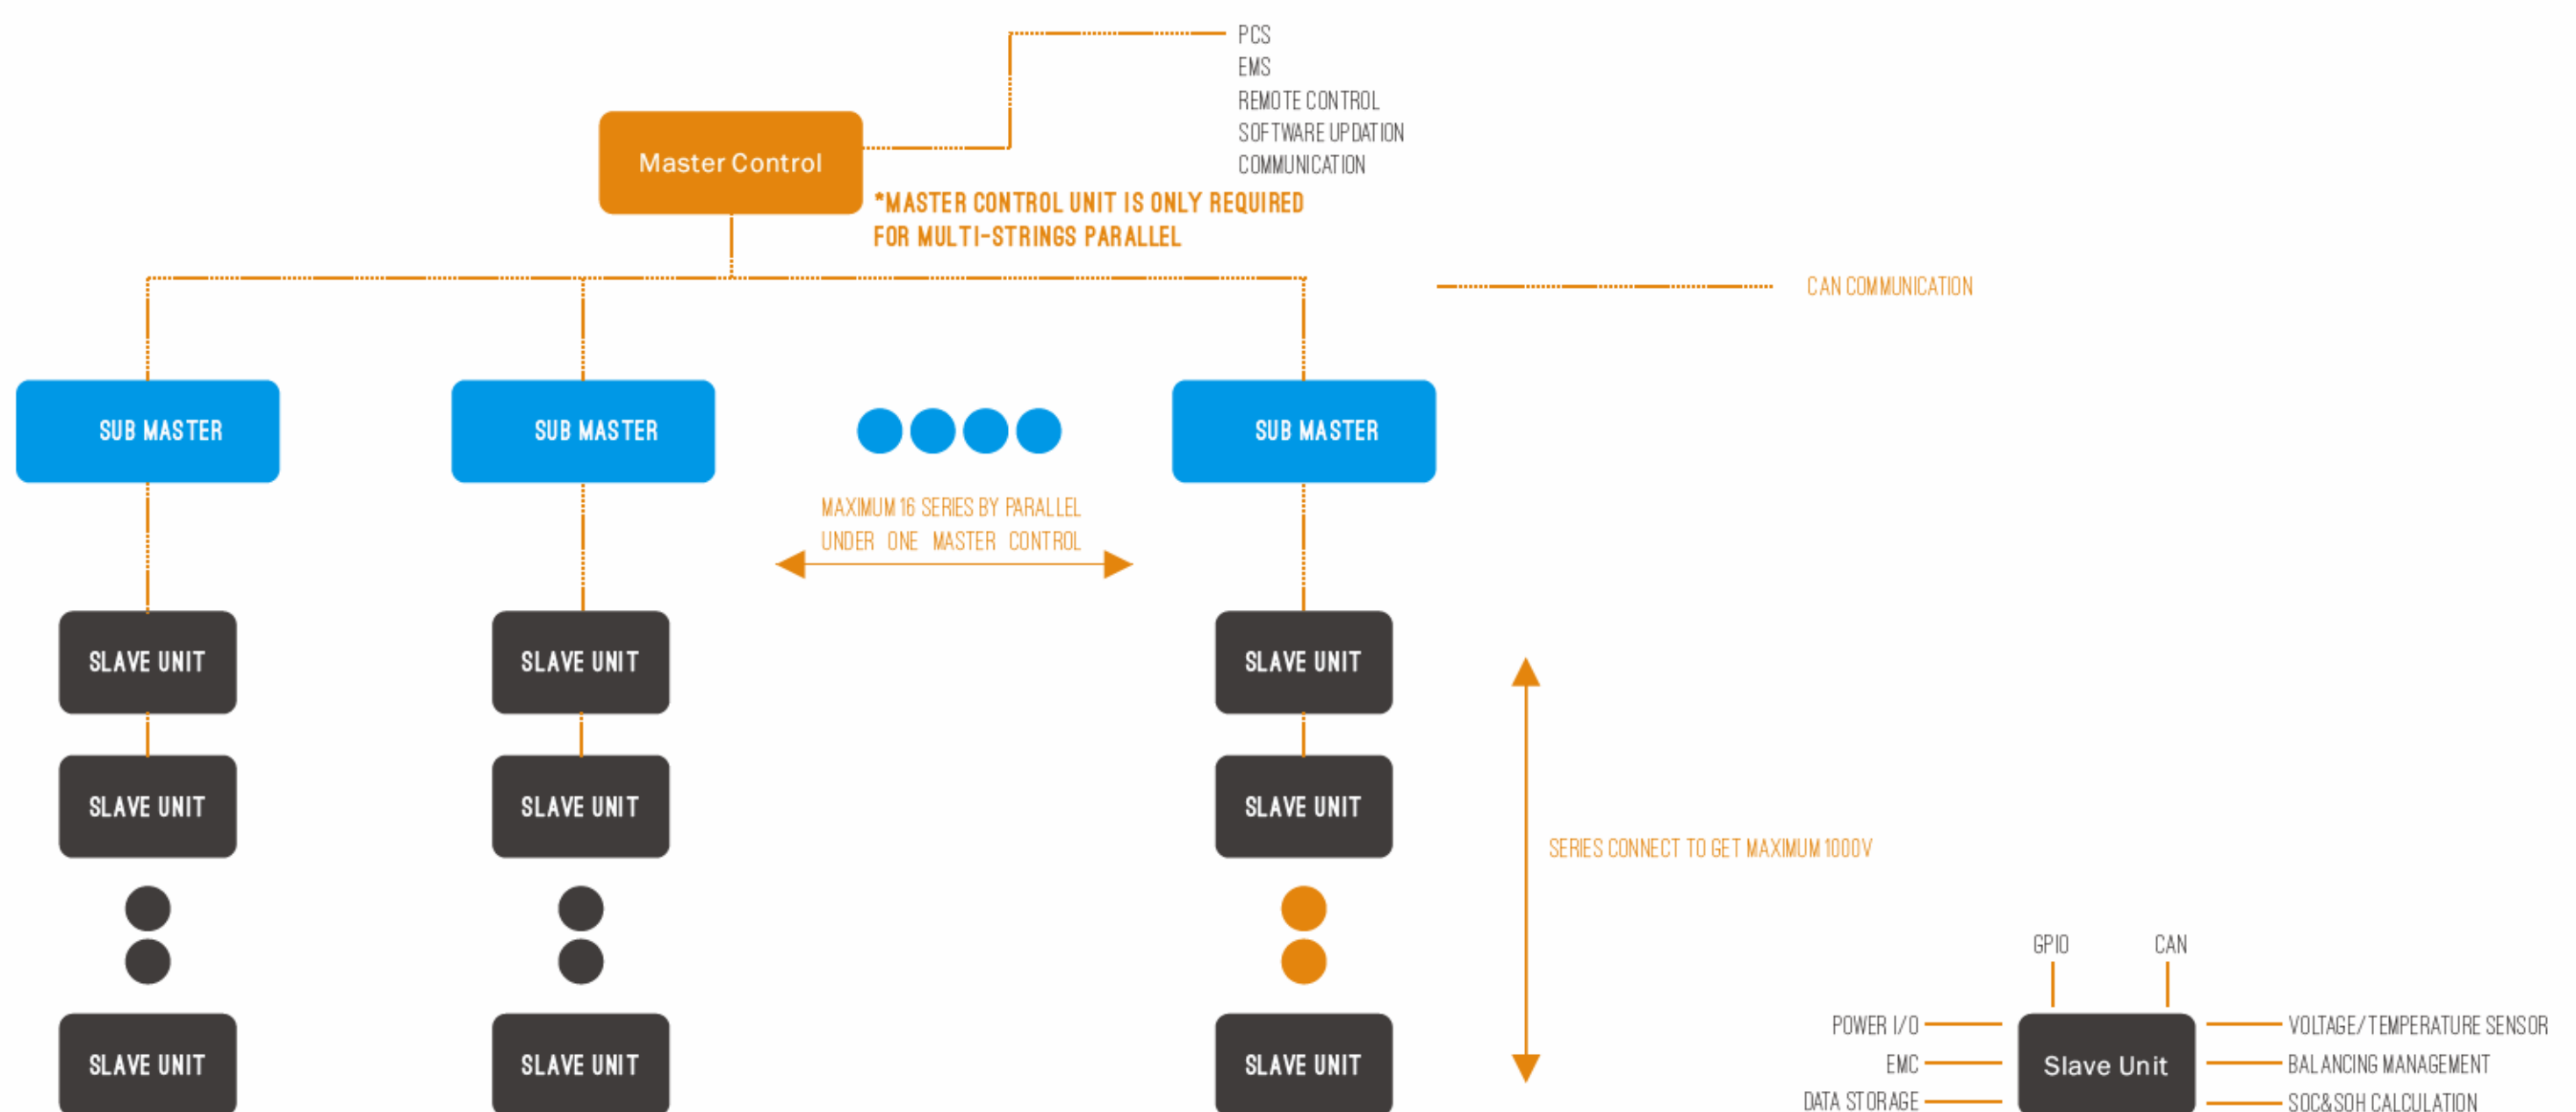 PCS
EMS
REMOTE CONTROL
SOFTWARE UPDATION
COMMUNICATION
Master Control
*MASTER CONTROL UNIT IS ONLY REQUIRED
FOR MULTI-STRINGS PARALLEL
CAN COMMUNICATION
SUB MASTER
SUB MASTER
SUB MASTER
MAXIMUM 16 SERIES BY PARALLEL
UNDER ONE MASTER CONTROL
SLAVE UNIT
SLAVE UNIT
SLAVE UNIT
SLAVE UNIT
SLAVE UNIT
SLAVE UNIT
SERIES CONNECT TO GET MAXIMUM 1000V
SLAVE UNIT
SLAVE UNIT
SLAVE UNIT
GPIO
CAN
POWER I/O
EMC
DATA STORAGE
Slave Unit
VOLTAGE/TEMPERATURE SENSOR
BALANCING MANAGEMENT
SOC&SOH CALCULATION